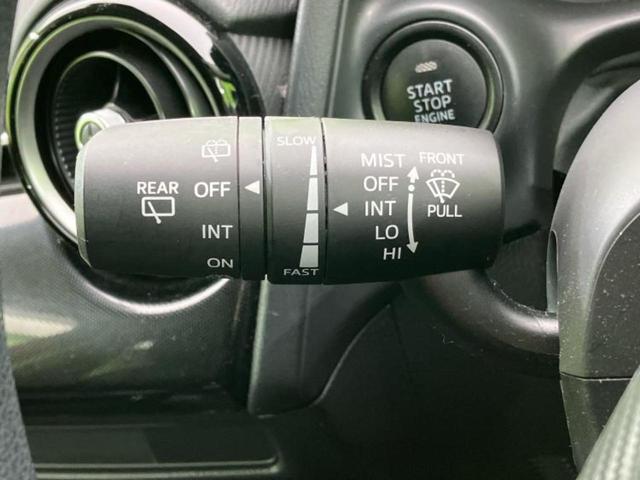 START
STOP
ENGINE
REAR
OFF
INT
ON
SLOW
FAST
MIST
OFF
INT
LO
HI
FRONT
PULL